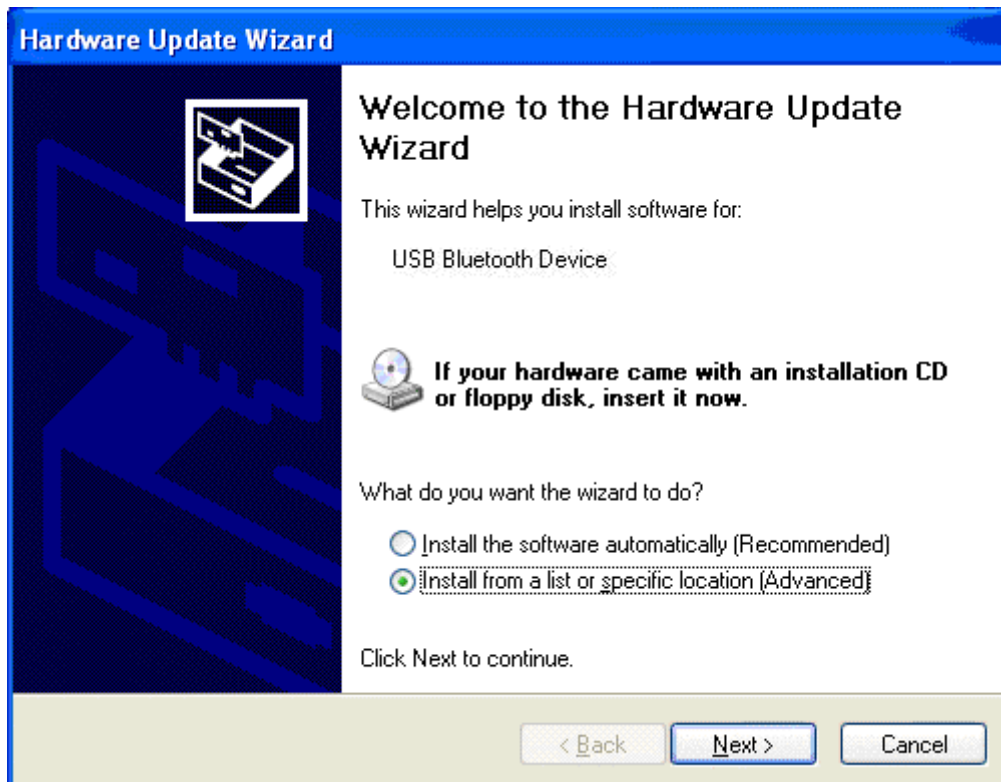 Hardware Update Wizard
Welcome to the Hardware Update
Wizard
This wizard helps you install software for:
USB Bluetooth Device
If your hardware came with an installation CD
or floppy disk, insert it now.
What do you want the wizard to do?
Install the software automatically (Recommended)
Install from a list or specific location (Advanced)
Click Next to continue.
< Back
Next >
Cancel